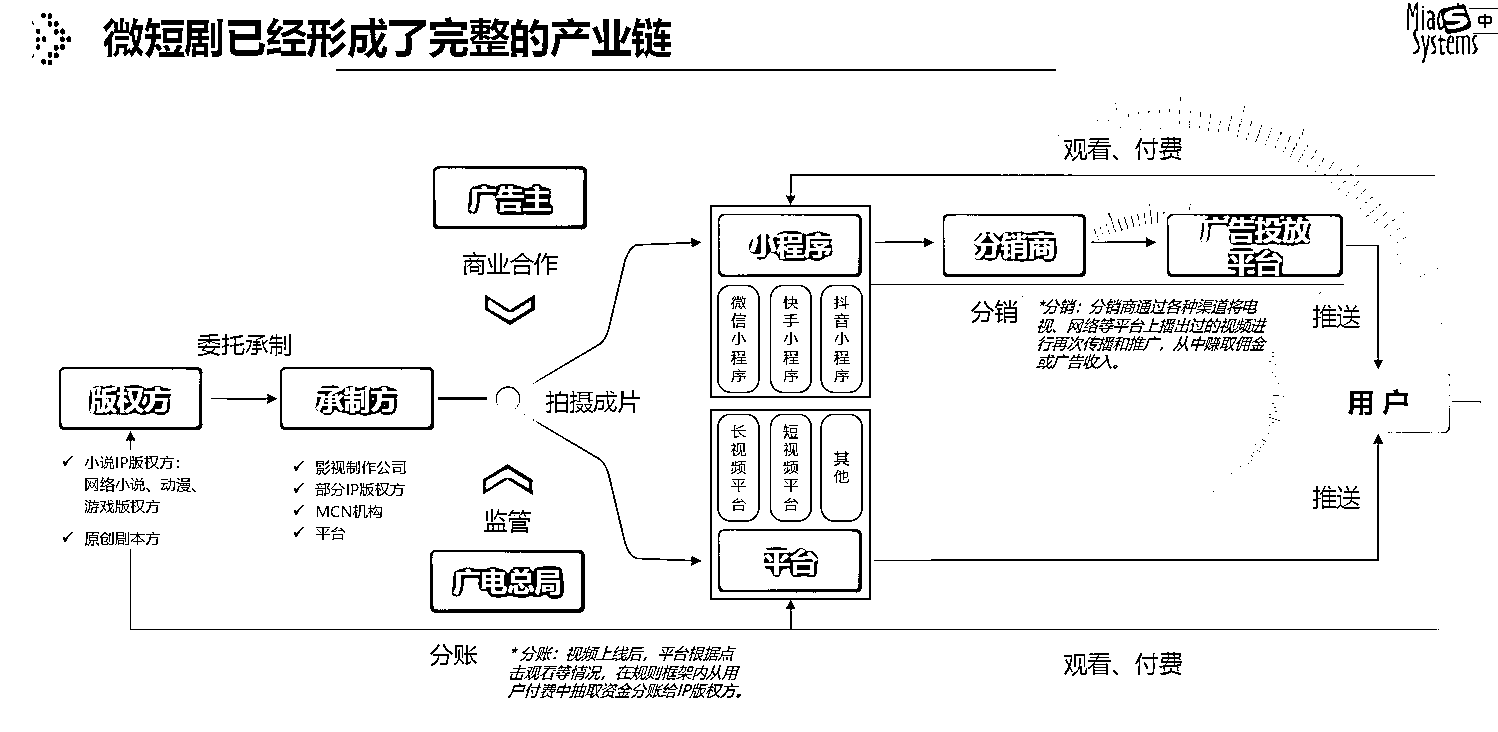 微短剧已经形成了完整的产业链
Miao
中
Systems
观看、付费
广告主
商业合作
小程序
分销商
广告投放
平台
微信小程序
快手小程序
抖音小程序
分销
*分销：分销商通过各种渠道将电
视、网络等平台上播出过的视频进
行再次传播和推广，从中赚取佣金
或广告收入。
推送
委托承制
版权方
承制方
拍摄成片
用户
✓ 小说IP版权方：
网络小说、动漫、
游戏版权方
✓ 原创剧本方
✓ 影视制作公司
✓ 部分IP版权方
✓ MCN机构
✓ 平台
监管
广电总局
长视频平台
短视频平台
其他
平台
推送
分账
*分账：视频上线后，平台根据点
击观看等情况，在规则框架内从用
户付费中抽取资金分账给IP版权方。
观看、付费